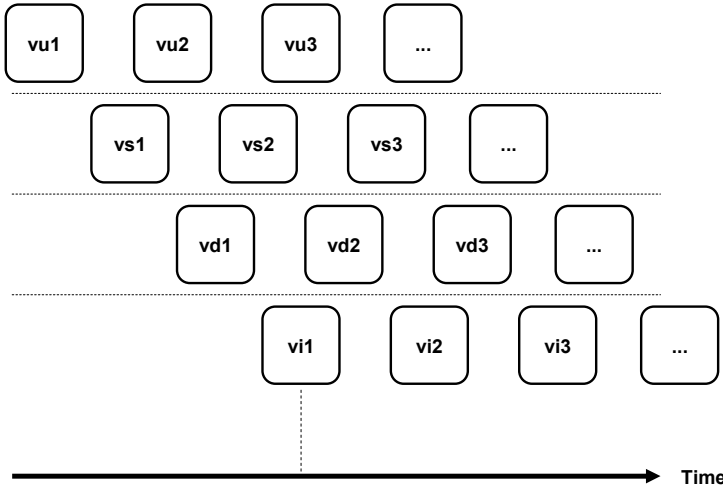 vu1 vu2 vu3 ...
vs1 vs2 vs3 ...
vd1 vd2 vd3 ...
vi1 vi2 vi3 ...
Time